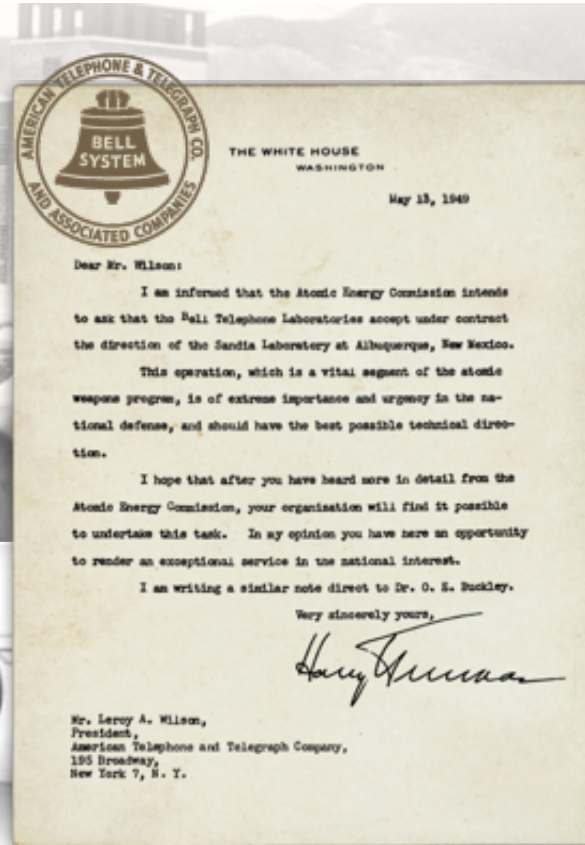 AMERICAN TELEPHONE & TELEGRAPH CO.
BELL
SYSTEM
AND ASSOCIATED COMPANIES
THE WHITE HOUSE
WASHINGTON
May 13, 1949
Dear Mr. Wilson:
I am informed that the Atomic Energy Commission intends
to ask that the Bell Telephone Laboratories accept under contract
the direction of the Sandia Laboratory at Albuquerque, New Mexico.
This operation, which is a vital segment of the atomic
weapons program, is of extreme importance and urgency in the na-
tional defense, and should have the best possible technical direc-
tion.
I hope that after you have heard more in detail from the
Atomic Energy Commission, your organization will find it possible
to undertake this task. In my opinion you have here an opportunity
to render an exceptional service in the national interest.
I am writing a similar note direct to Dr. O. E. Buckley.
Very sincerely yours,
Harry Truman
Mr. Leroy A. Wilson,
President,
American Telephone and Telegraph Company,
195 Broadway,
New York 7, N. Y.